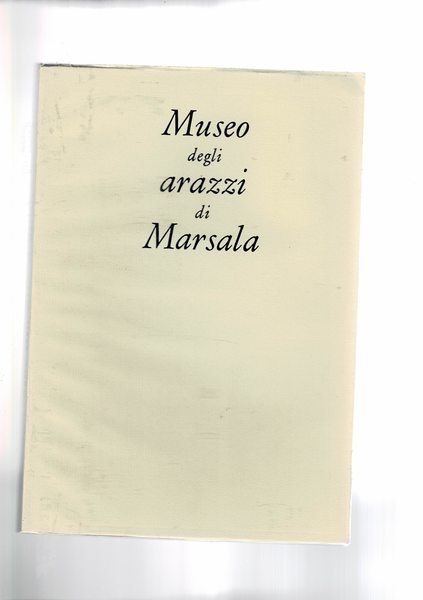 Museo
degli
arazzi
di
Marsala